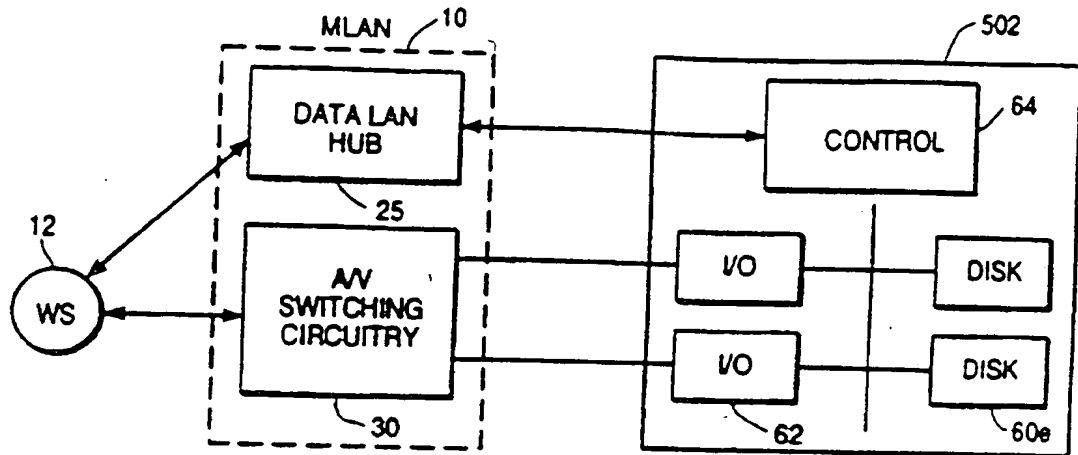 MLAN
10
502
DATA LAN
HUB
25
CONTROL
64
12
WS
A/V
SWITCHING
CIRCUITRY
30
I/O
DISK
I/O
DISK
62
60e